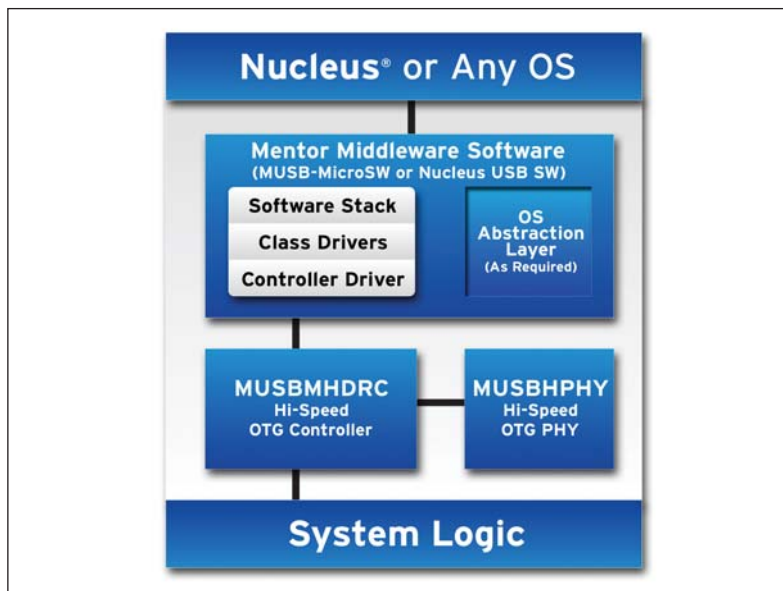 Nucleus® or Any OS
Mentor Middleware Software
(MUSB-MicroSW or Nucleus USB SW)
Software Stack
Class Drivers
Controller Driver
OS
Abstraction
Layer
(As Required)
MUSBMHDRC
Hi-Speed
OTG Controller
MUSBHPHY
Hi-Speed
OTG PHY
System Logic